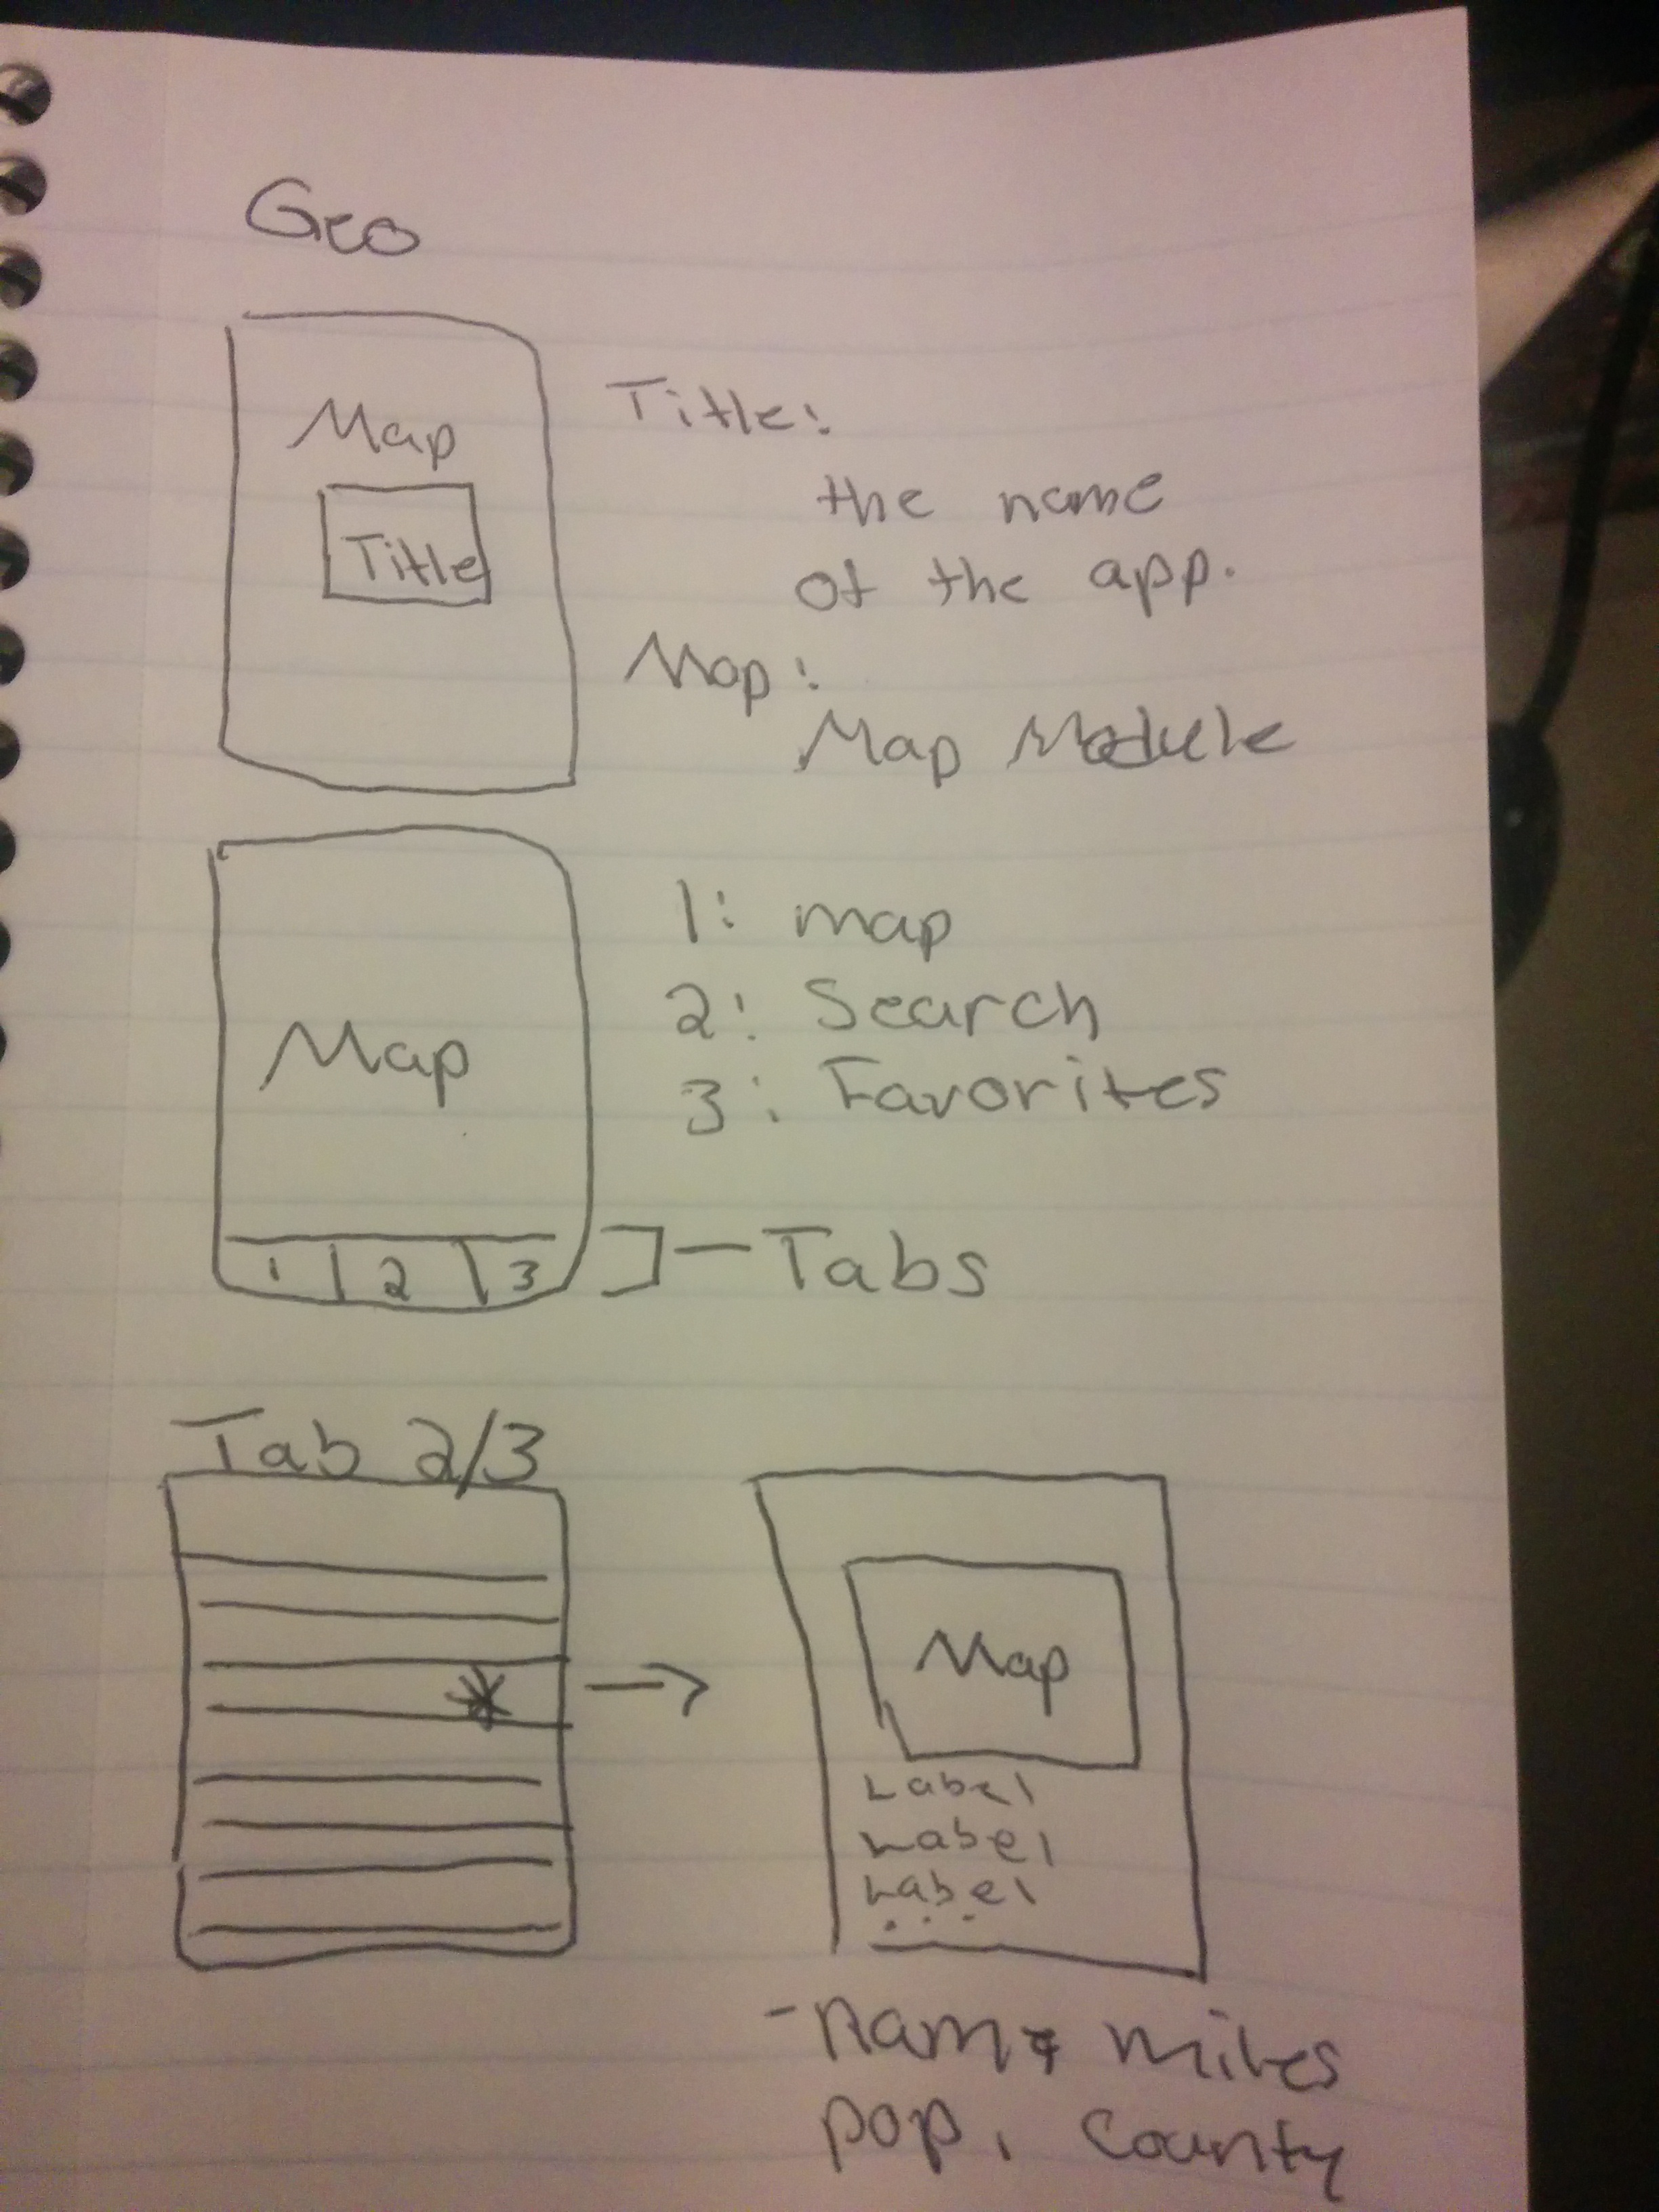 Geo
Map
Title
Title:
the name
of the app.
Map:
Map Module
Map
1 2 3
1: map
2: Search
3: Favorites
Tabs
Tab 2/3
Map
Label
Label
Label
...
- name miles
pop, county